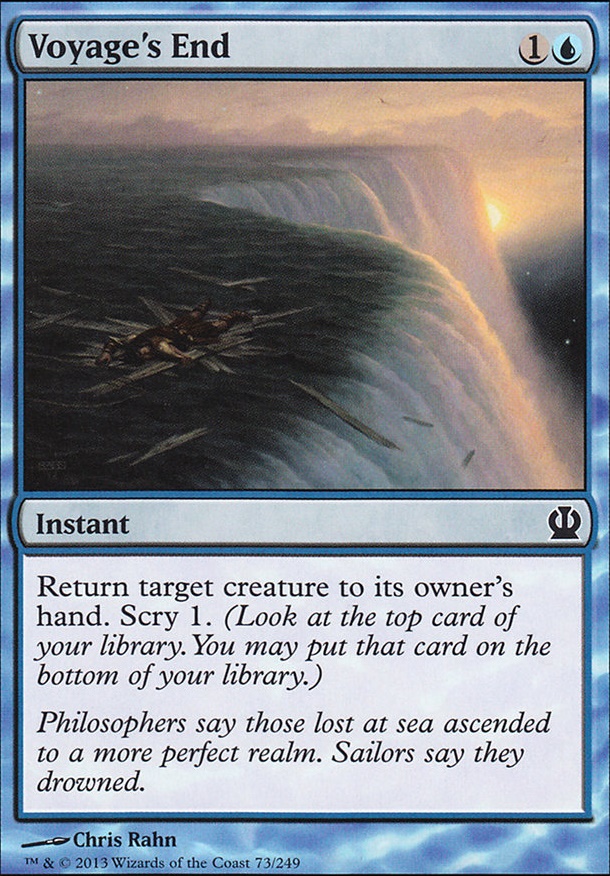 Voyage's End 1
Instant
Return target creature to its owner's
hand. Scry 1. (Look at the top card of
your library. You may put that card on the
bottom of your library.)
Philosophers say those lost at sea ascended
to a more perfect realm. Sailors say they
drowned.
Chris Rahn
™ & © 2013 Wizards of the Coast 73/249